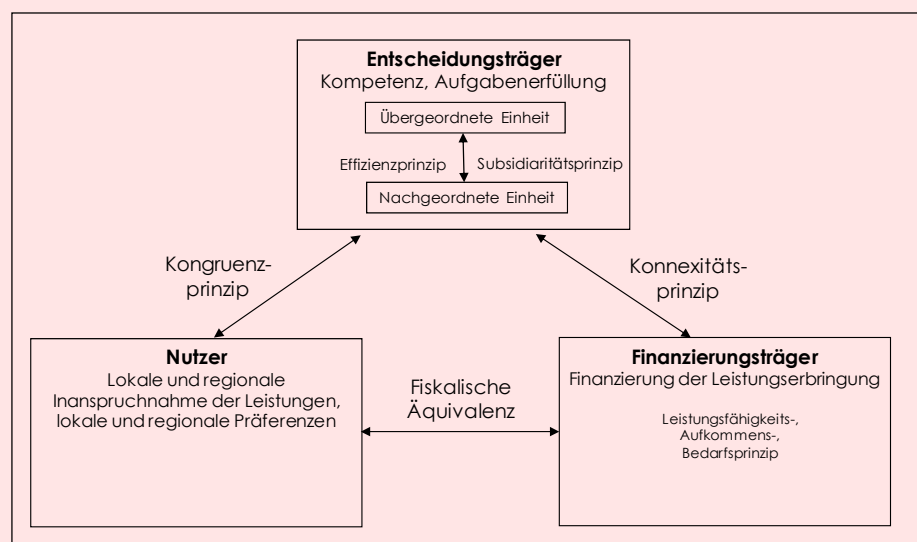 Entscheidungsträger
Kompetenz, Aufgabenerfüllung
Übergeordnete Einheit
Effizienzprinzip
Subsidiaritätsprinzip
Nachgeordnete Einheit
Kongruenz-
prinzip
Konnexitäts-
prinzip
Nutzer
Lokale und regionale
Inanspruchnahme der Leistungen,
lokale und regionale Präferenzen
Fiskalische
Äquivalenz
Finanzierungsträger
Finanzierung der Leistungserbringung
Leistungsfähigkeits-,
Aufkommens-,
Bedarfsprinzip